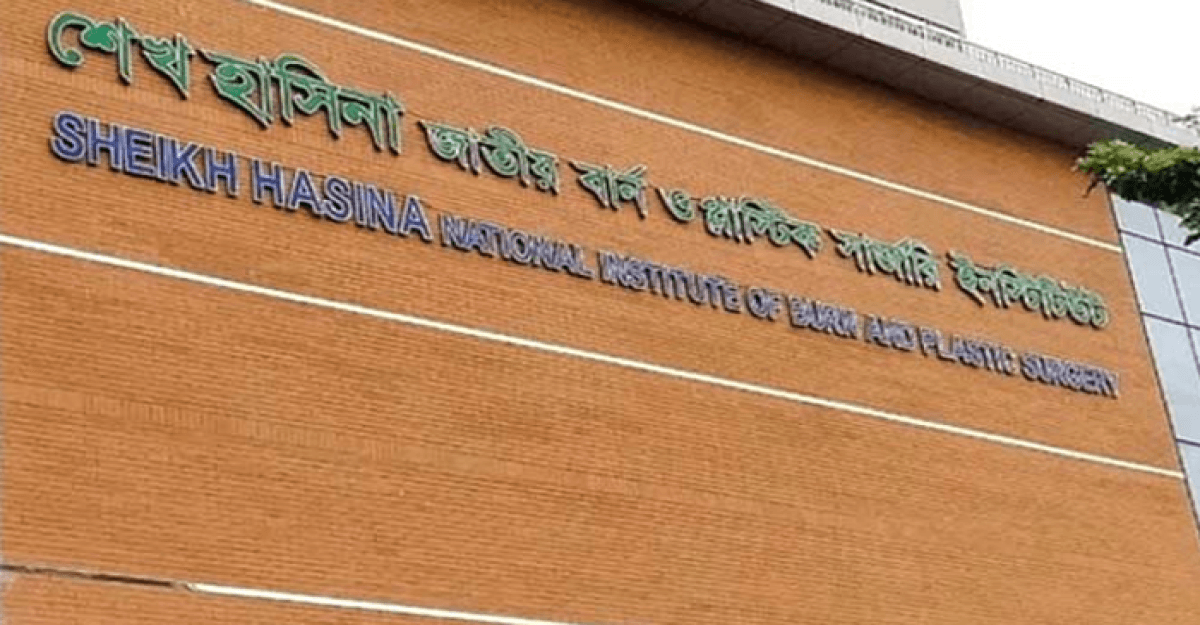 শেখ হাসিনা জাতীয় বার্ন ও প্লাস্টিক সার্জারি ইনস্টিটিউট
SHEIKH HASINA NATIONAL INSTITUTE OF BURN AND PLASTIC SURGERY